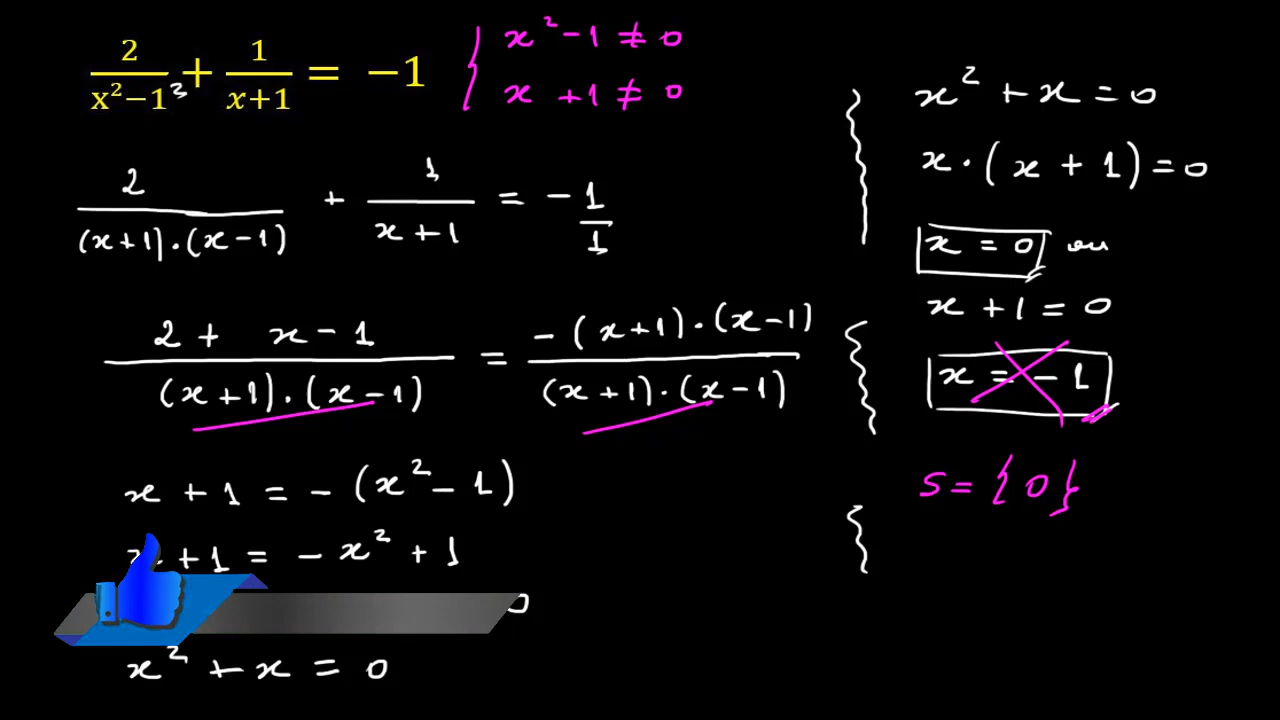 2/(x²−1) + 1/(x+1) = −1 { x² − 1 ≠ 0
x + 1 ≠ 0
2/((x+1)·(x−1)) + 1/(x+1) = −1/1
(2 + x − 1)/((x+1)·(x−1)) = −(x+1)·(x−1)/((x+1)·(x−1))
x + 1 = −(x² − 1)
+ 1 = −x² + 1
0
x² + x = 0
x² + x = 0
x·(x + 1) = 0
x = 0 ou
x + 1 = 0
x = −1
S = {0}